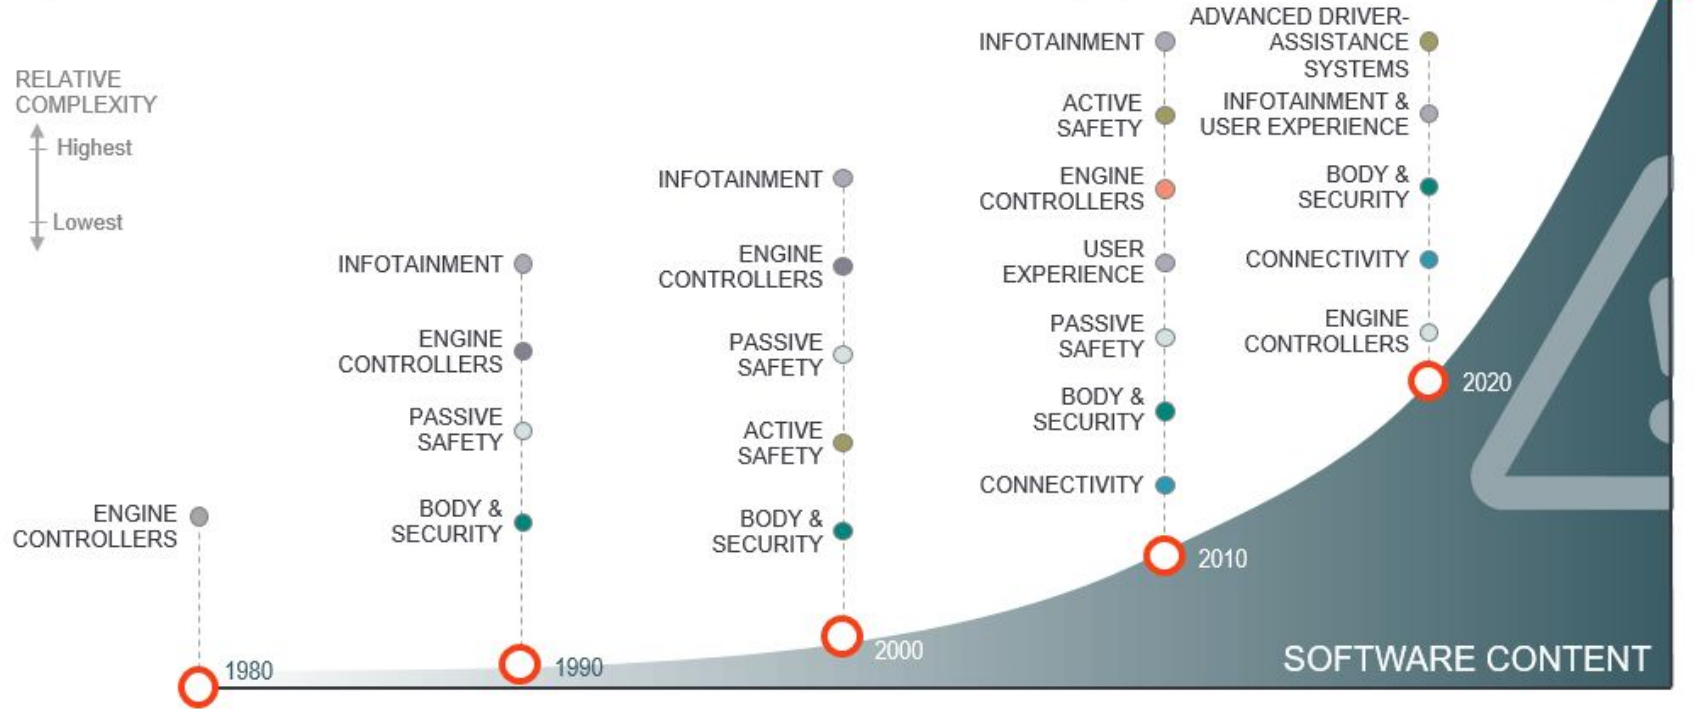 RELATIVE
COMPLEXITY
Highest
Lowest
ENGINE
CONTROLLERS
1980
INFOTAINMENT
ENGINE
CONTROLLERS
PASSIVE
SAFETY
BODY &
SECURITY
1990
INFOTAINMENT
ENGINE
CONTROLLERS
PASSIVE
SAFETY
ACTIVE
SAFETY
BODY &
SECURITY
2000
INFOTAINMENT
ACTIVE
SAFETY
ENGINE
CONTROLLERS
USER
EXPERIENCE
PASSIVE
SAFETY
BODY &
SECURITY
CONNECTIVITY
2010
ADVANCED DRIVER-
ASSISTANCE
SYSTEMS
INFOTAINMENT &
USER EXPERIENCE
BODY &
SECURITY
CONNECTIVITY
ENGINE
CONTROLLERS
2020
SOFTWARE CONTENT